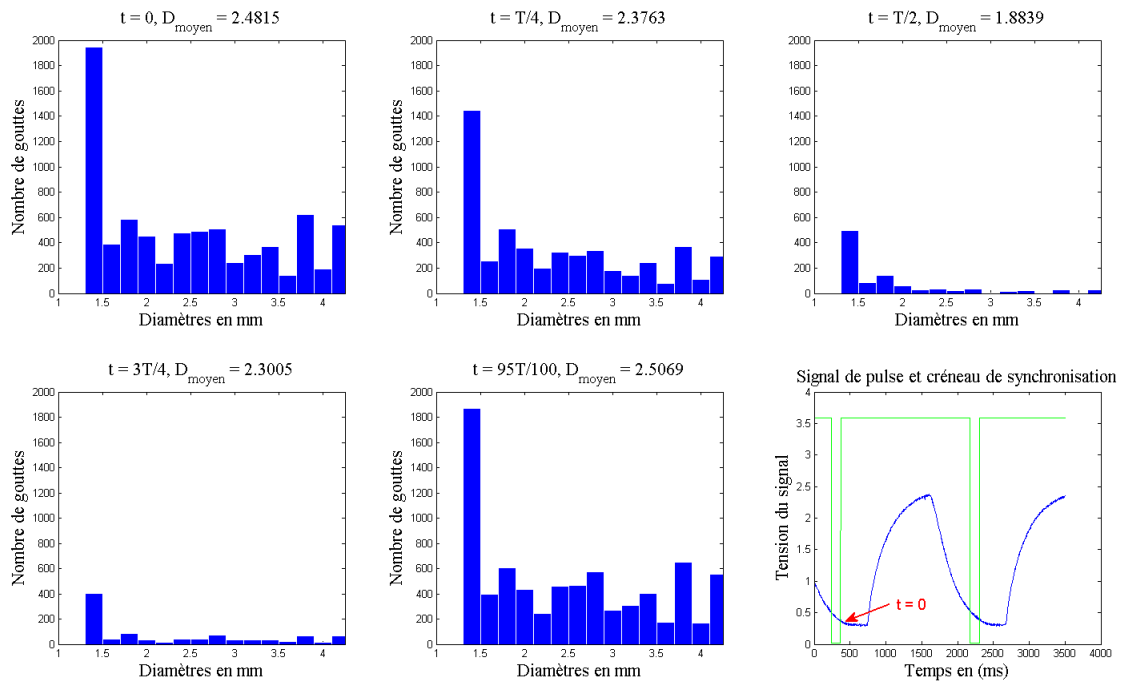 t = 0, D_moyen = 2.4815
2000
1800
1600
1400
1200
1000
800
600
400
200
0
Nombre de gouttes
1 1.5 2 2.5 3 3.5 4
Diamètres en mm
t = T/4, D_moyen = 2.3763
2000
1800
1600
1400
1200
1000
800
600
400
200
0
Nombre de gouttes
1 1.5 2 2.5 3 3.5 4
Diamètres en mm
t = T/2, D_moyen = 1.8839
2000
1800
1600
1400
1200
1000
800
600
400
200
0
Nombre de gouttes
1 1.5 2 2.5 3 3.5 4
Diamètres en mm
t = 3T/4, D_moyen = 2.3005
2000
1800
1600
1400
1200
1000
800
600
400
200
0
Nombre de gouttes
1 1.5 2 2.5 3 3.5 4
Diamètres en mm
t = 95T/100, D_moyen = 2.5069
2000
1800
1600
1400
1200
1000
800
600
400
200
0
Nombre de gouttes
1 1.5 2 2.5 3 3.5 4
Diamètres en mm
Signal de pulse et créneau de synchronisation
4
3.5
3
2.5
2
1.5
1
0.5
0
Tension du signal
t = 0
0 500 1000 1500 2000 2500 3000 3500 4000
Temps en (ms)